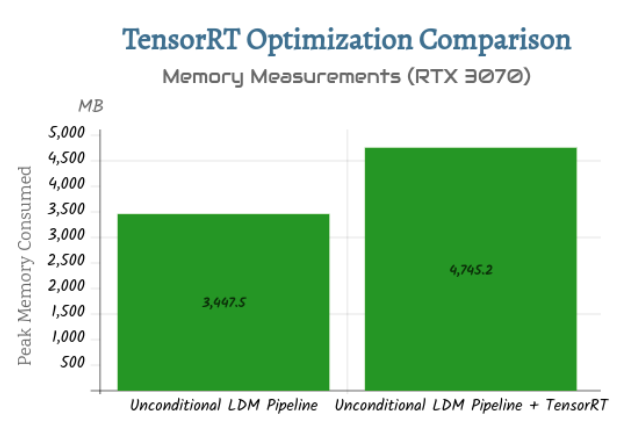 TensorRT Optimization Comparison
Memory Measurements (RTX 3070)
MB
Peak Memory Consumed
5,000
4,500
4,000
3,500
3,000
2,500
2,000
1,500
1,000
500
3,447.5
4,745.2
Unconditional LDM Pipeline
Unconditional LDM Pipeline + TensorRT